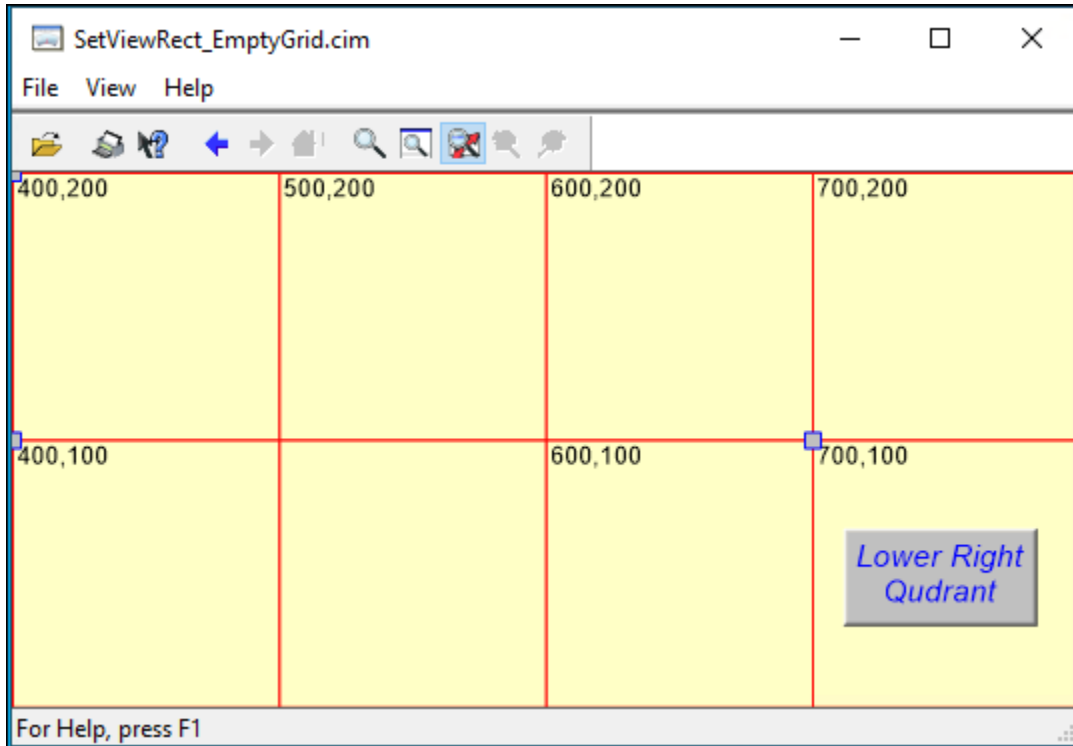 SetViewRect_EmptyGrid.cim
File View Help
400,200 500,200 600,200 700,200
400,100 600,100 700,100
Lower Right
Qudrant
For Help, press F1